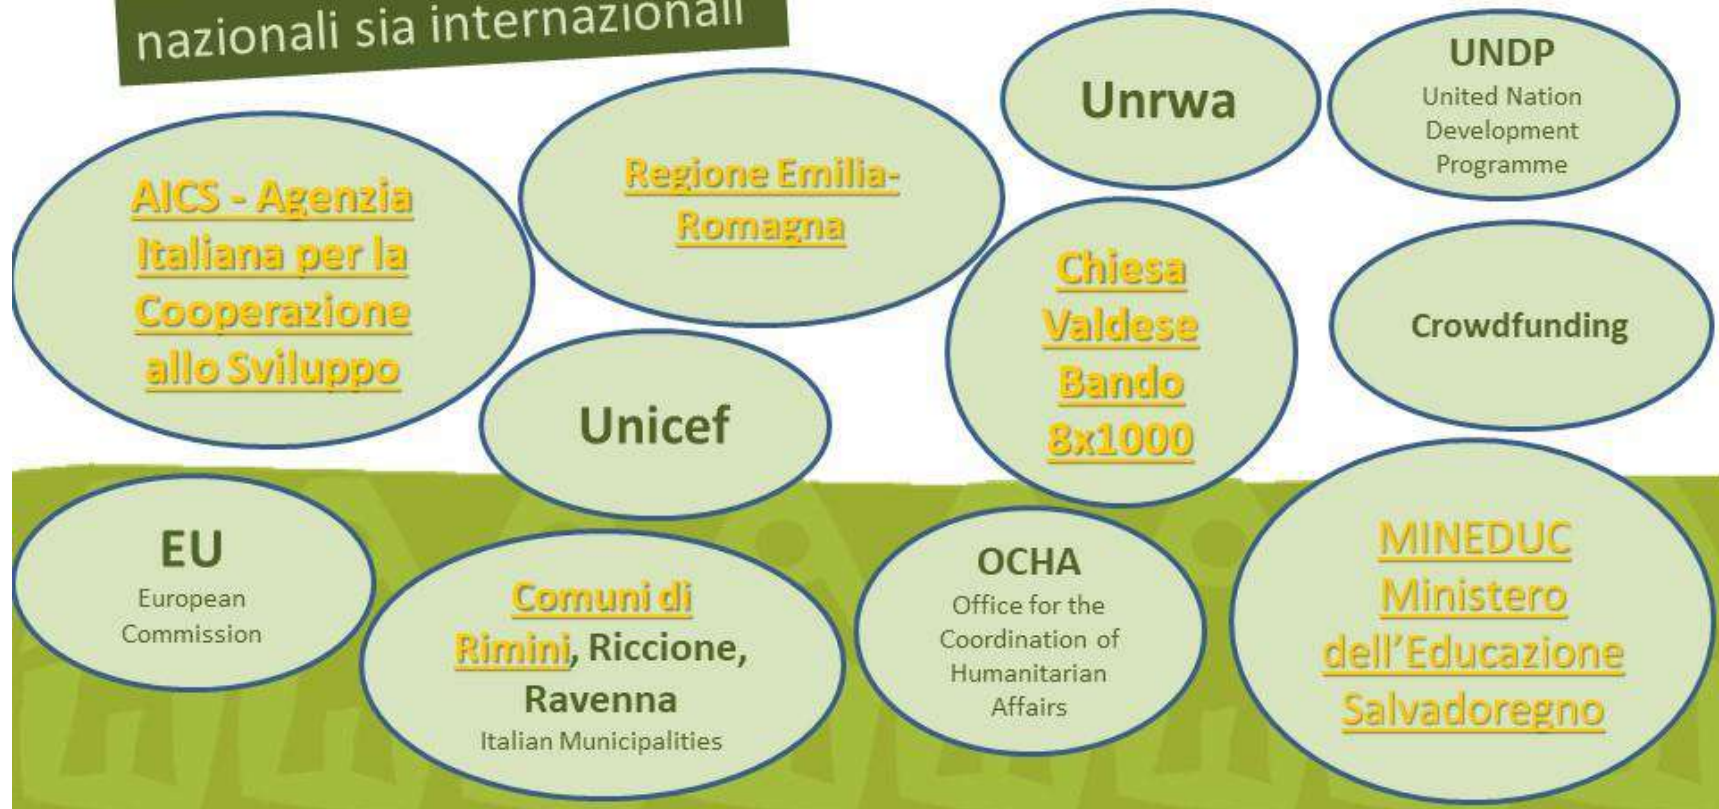 nazionali sia internazionali
Unrwa
UNDP
United Nation
Development
Programme
AICS - Agenzia
Italiana per la
Cooperazione
allo Sviluppo
Regione Emilia-
Romagna
Chiesa
Valdese
Bando
8x1000
Crowdfunding
Unicef
EU
European
Commission
Comuni di
Rimini, Riccione,
Ravenna
Italian Municipalities
OCHA
Office for the
Coordination of
Humanitarian
Affairs
MINEDUC
Ministero
dell’Educazione
Salvadoregno